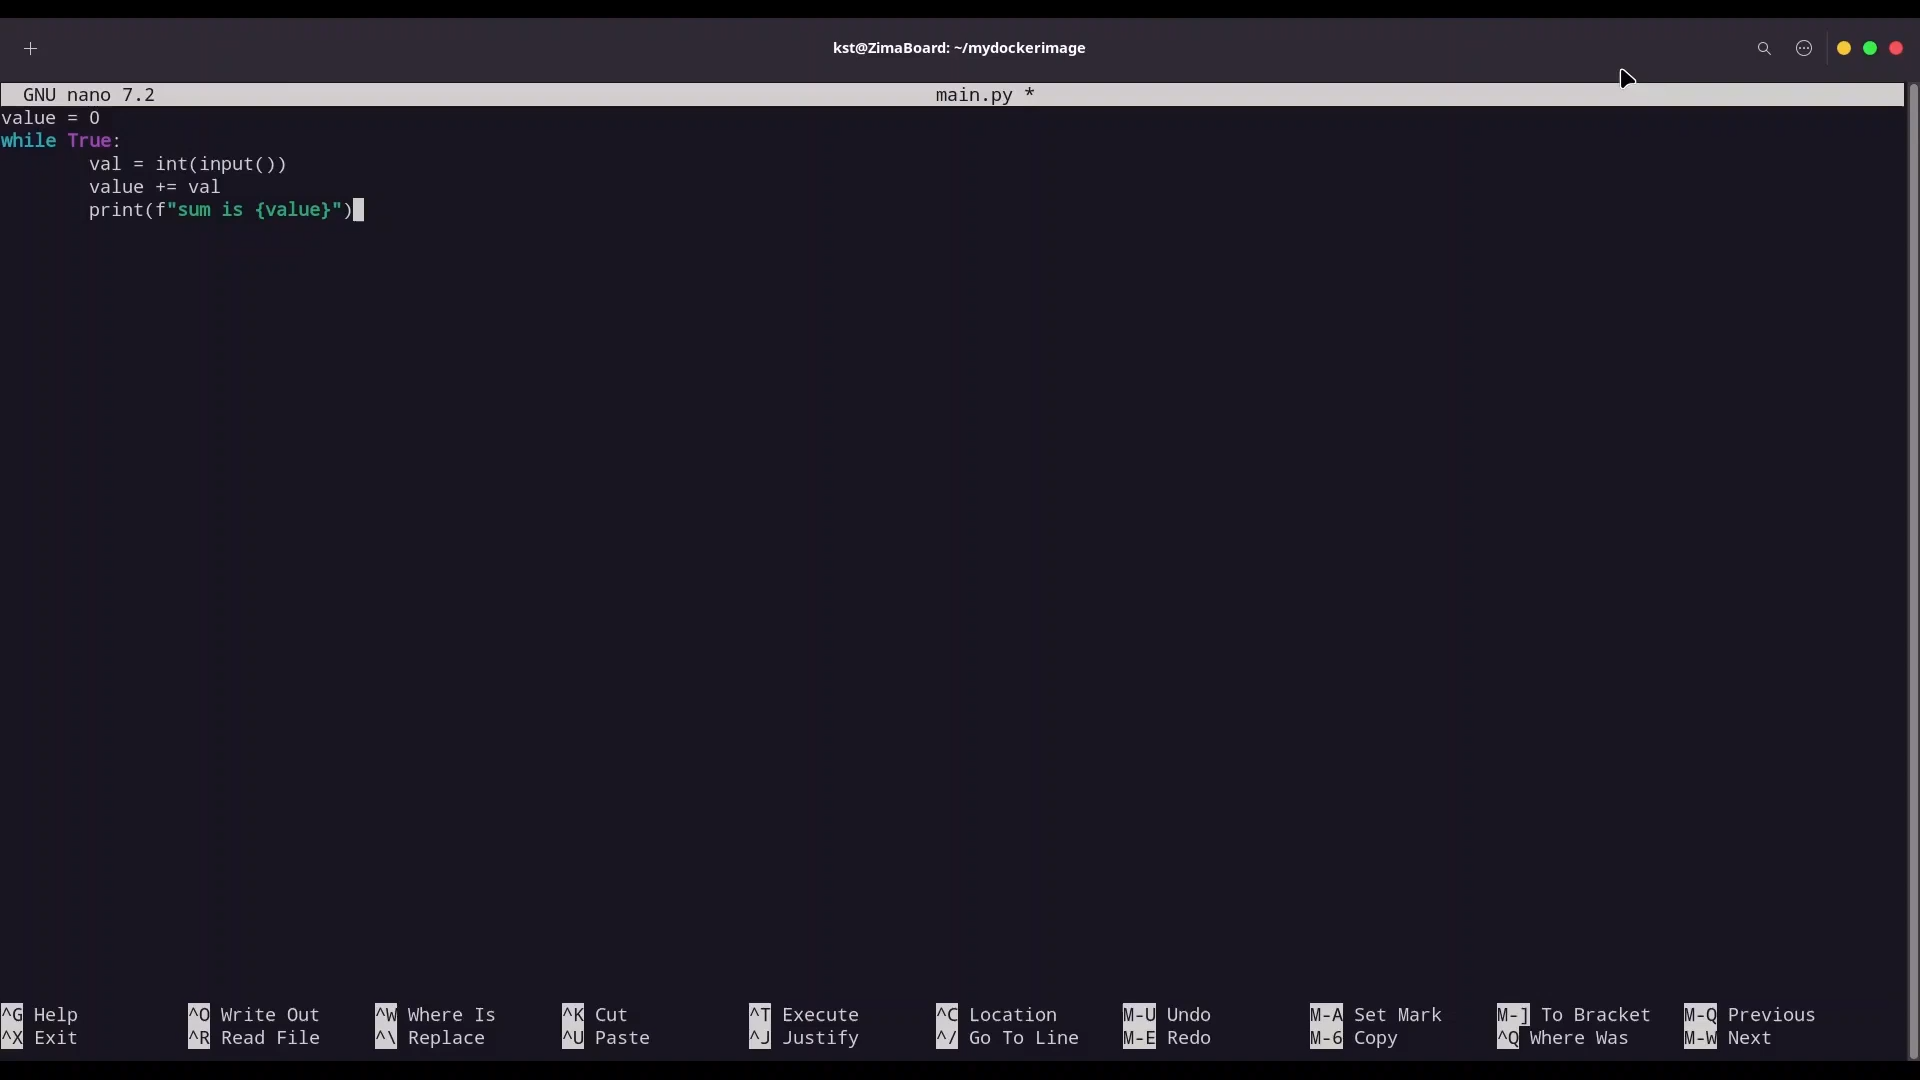 kst@ZimaBoard: ~/mydockerimage
GNU nano 7.2 main.py *
value = 0
while True:
        val = int(input())
        value += val
        print(f"sum is {value}")
^G Help ^O Write Out ^W Where Is ^K Cut ^T Execute ^C Location M-U Undo M-A Set Mark M-] To Bracket M-Q Previous
^X Exit ^R Read File ^\ Replace ^U Paste ^J Justify ^/ Go To Line M-E Redo M-6 Copy ^Q Where Was M-W Next